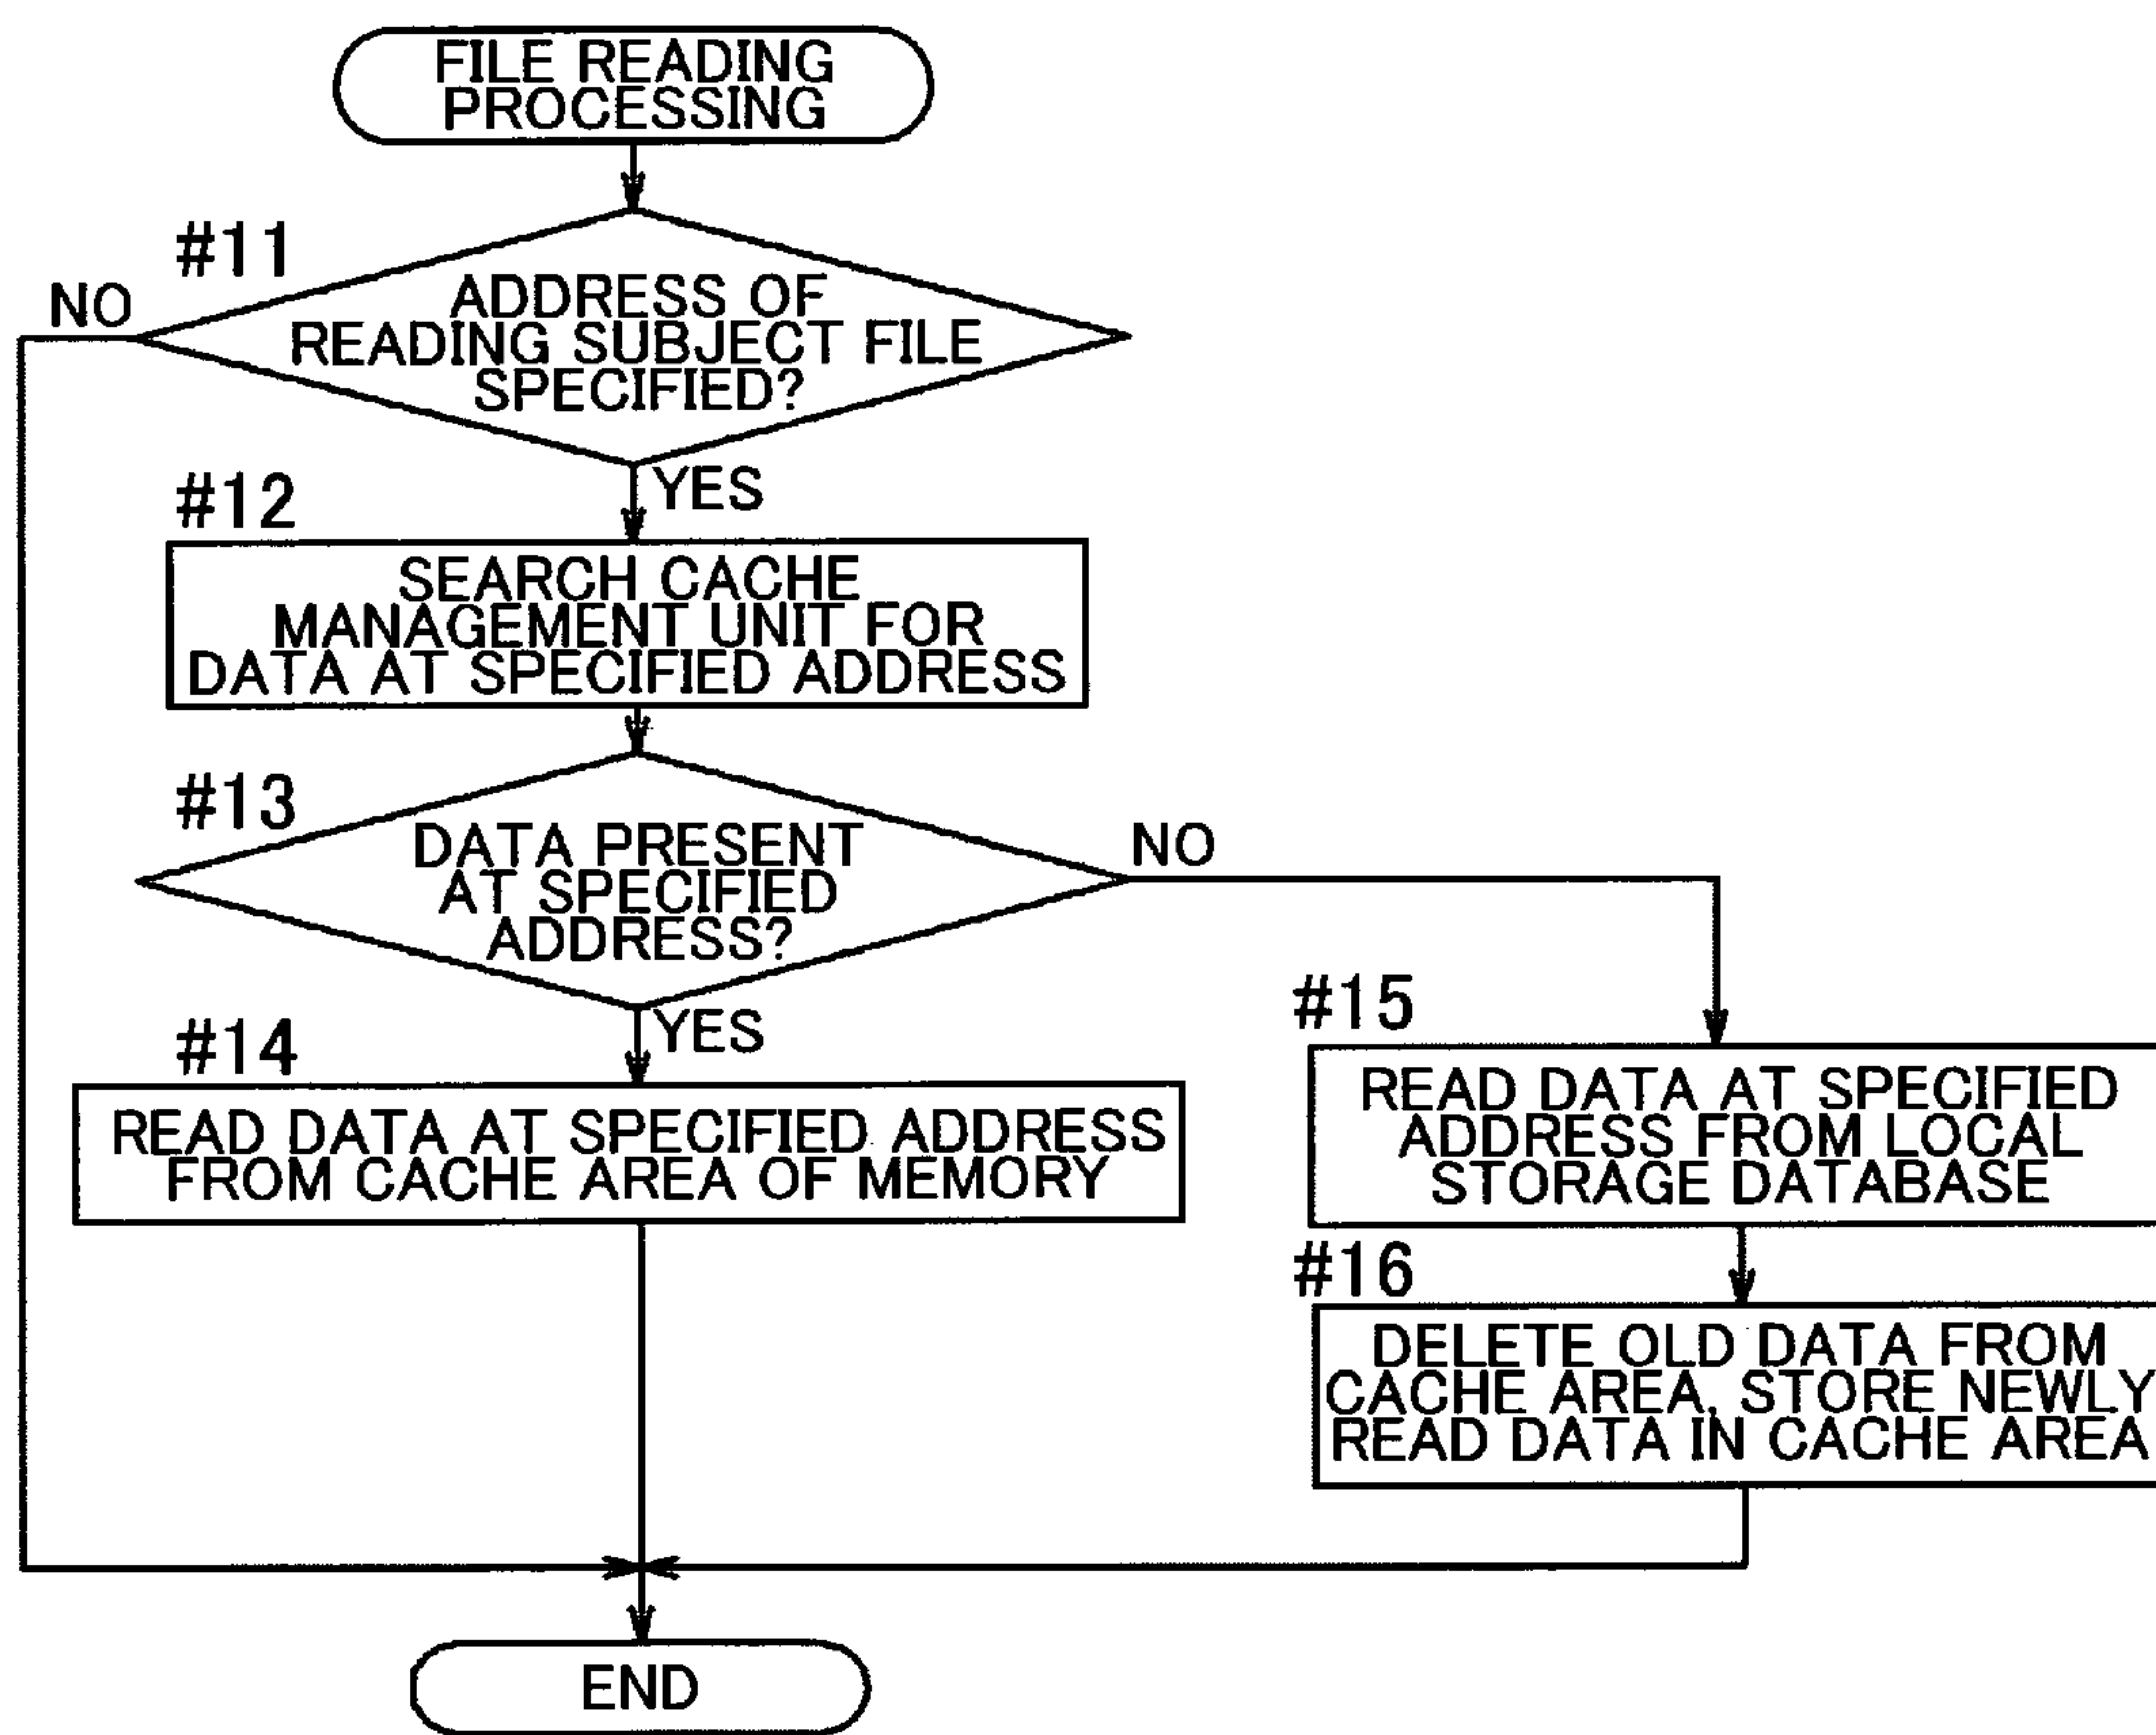 FILE READING
PROCESSING
#11
NO
ADDRESS OF
READING SUBJECT FILE
SPECIFIED?
YES
#12
SEARCH CACHE
MANAGEMENT UNIT FOR
DATA AT SPECIFIED ADDRESS
#13
DATA PRESENT
AT SPECIFIED
ADDRESS?
NO
YES
#14
READ DATA AT SPECIFIED ADDRESS
FROM CACHE AREA OF MEMORY
#15
READ DATA AT SPECIFIED
ADDRESS FROM LOCAL
STORAGE DATABASE
#16
DELETE OLD DATA FROM
CACHE AREA, STORE NEWLY
READ DATA IN CACHE AREA
END